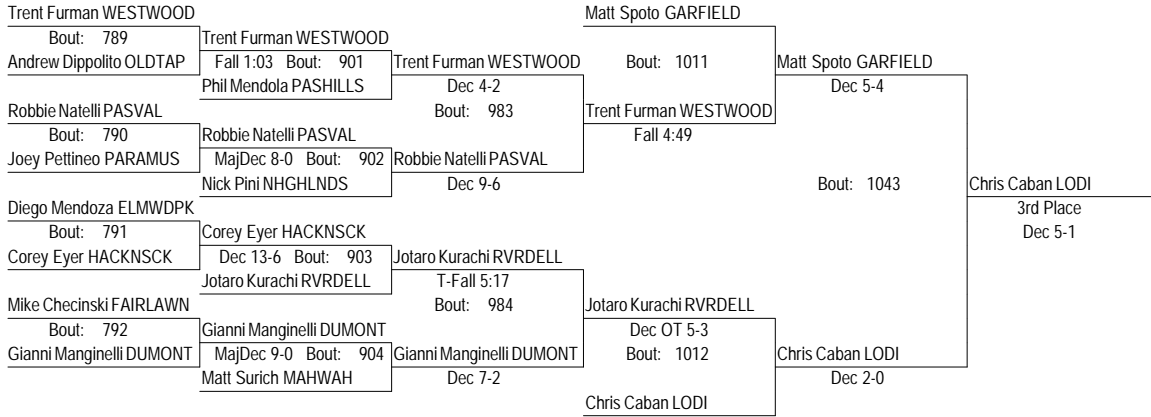 Trent Furman WESTWOOD
Bout: 789
Andrew Dippolito OLDTAP
Robbie Natelli PASVAL
Bout: 790
Joey Pettineo PARAMUS
Diego Mendoza ELMWDPK
Bout: 791
Corey Eyer HACKNSCK
Mike Checinski FAIRLAWN
Bout: 792
Gianni Manginelli DUMONT
Trent Furman WESTWOOD
Fall 1:03 Bout: 901
Phil Mendola PASHILLS
Robbie Natelli PASVAL
MajDec 8-0 Bout: 902
Nick Pini NHGHLNDS
Corey Eyer HACKNSCK
Dec 13-6 Bout: 903
Jotaro Kurachi RVRDELL
Gianni Manginelli DUMONT
MajDec 9-0 Bout: 904
Matt Surich MAHWAH
Trent Furman WESTWOOD
Dec 4-2
Bout: 983
Robbie Natelli PASVAL
Dec 9-6
Jotaro Kurachi RVRDELL
T-Fall 5:17
Bout: 984
Gianni Manginelli DUMONT
Dec 7-2
Matt Spoto GARFIELD
Bout: 1011
Trent Furman WESTWOOD
Fall 4:49
Jotaro Kurachi RVRDELL
Dec OT 5-3
Bout: 1012
Chris Caban LODI
Matt Spoto GARFIELD
Dec 5-4
Bout: 1043
Chris Caban LODI
Dec 2-0
Chris Caban LODI
3rd Place
Dec 5-1